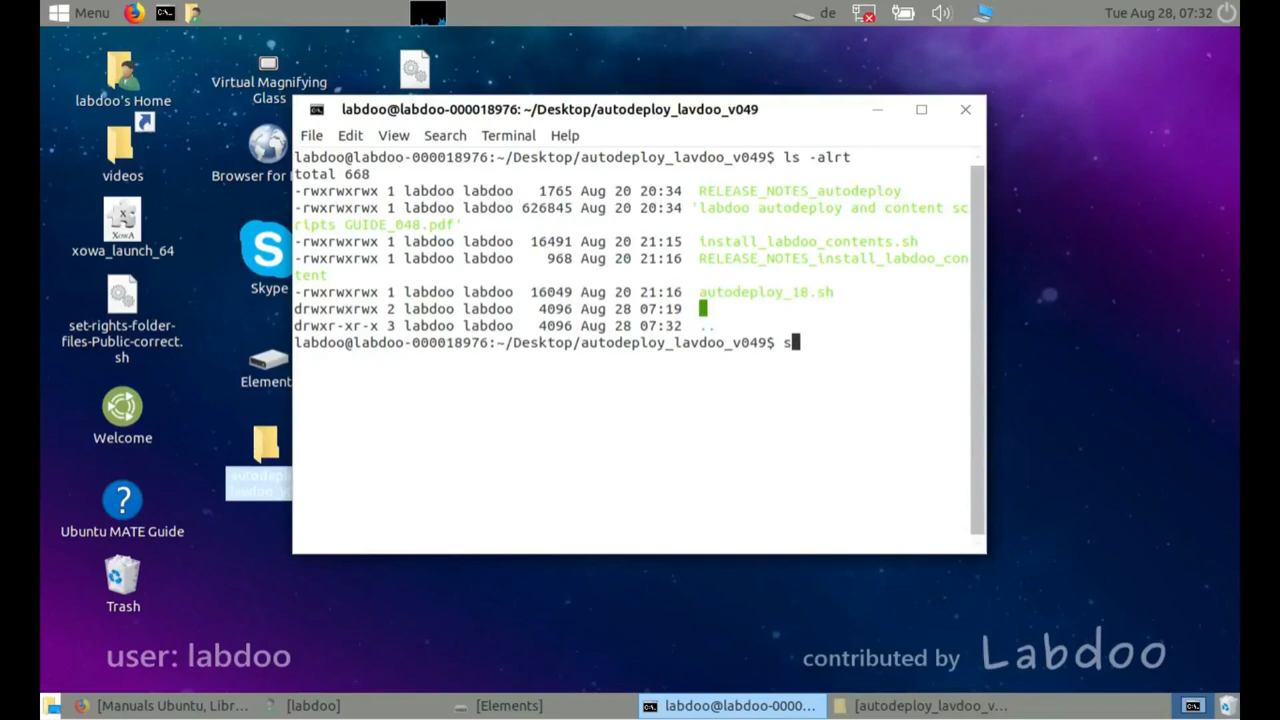 Menu
de
Tue Aug 28, 07:32
labdoo's Home
Virtual Magnifying
Glass
videos
Browser for
xowa_launch_64
XOWA
Skype
set-rights-folder-
files-Public-correct.
sh
Element
Welcome
Ubuntu MATE Guide
Trash
labdoo@labdoo-000018976: ~/Desktop/autodeploy_lavdoo_v049
File Edit View Search Terminal Help
labdoo@labdoo-000018976:~/Desktop/autodeploy_lavdoo_v049$ ls -alrt
total 668
-rwxrwxrwx 1 labdoo labdoo 1765 Aug 20 20:34 RELEASE_NOTES_autodeploy
-rwxrwxrwx 1 labdoo labdoo 626845 Aug 20 20:34 'labdoo autodeploy and content sc
ripts GUIDE_048.pdf'
-rwxrwxrwx 1 labdoo labdoo 16491 Aug 20 21:15 install_labdoo_contents.sh
-rwxrwxrwx 1 labdoo labdoo 968 Aug 20 21:16 RELEASE_NOTES_install_labdoo_con
tent
-rwxrwxrwx 1 labdoo labdoo 16049 Aug 20 21:16 autodeploy_18.sh
drwxrwxrwx 2 labdoo labdoo 4096 Aug 28 07:19 .
drwxr-xr-x 3 labdoo labdoo 4096 Aug 28 07:32 ..
labdoo@labdoo-000018976:~/Desktop/autodeploy_lavdoo_v049$ s
user: labdoo
contributed by Labdoo
[Manuals Ubuntu, Libr...
[labdoo]
[Elements]
labdoo@labdoo-0000...
[autodeploy_lavdoo_v...